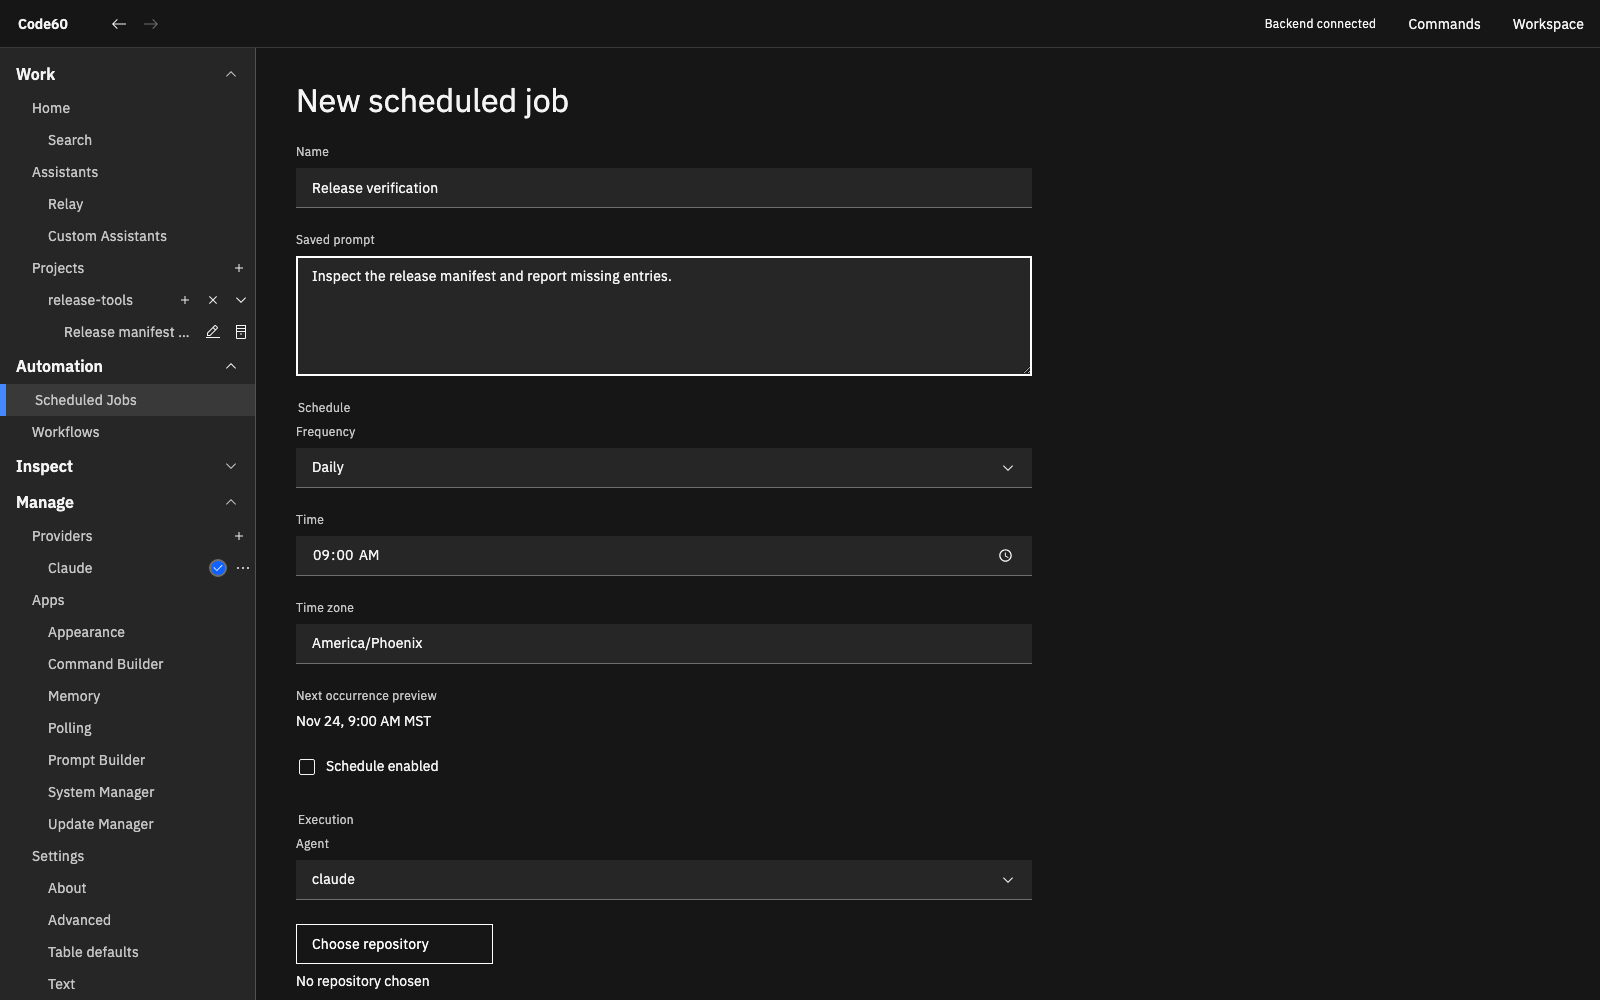 Code60
Backend connected
Commands
Workspace
Work
Home
Search
Assistants
Relay
Custom Assistants
Projects
release-tools
Release manifest ...
Automation
Scheduled Jobs
Workflows
Inspect
Manage
Providers
Claude
Apps
Appearance
Command Builder
Memory
Polling
Prompt Builder
System Manager
Update Manager
Settings
About
Advanced
Table defaults
Text
New scheduled job
Name
Release verification
Saved prompt
Inspect the release manifest and report missing entries.
Schedule
Frequency
Daily
Time
09:00 AM
Time zone
America/Phoenix
Next occurrence preview
Nov 24, 9:00 AM MST
Schedule enabled
Execution
Agent
claude
Choose repository
No repository chosen